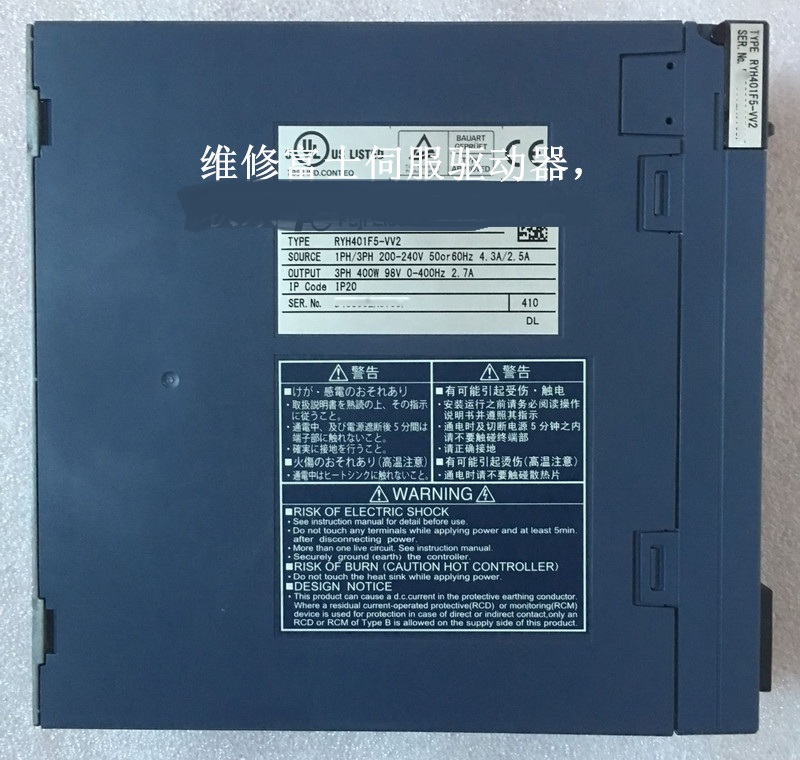 TYPE RYH401F5-VV2
SER. No.
US LISTED
BAUART
GEPRÜFT
维修富士伺服驱动器，
TYPE RYH401F5-VV2
SOURCE 1PH/3PH 200-240V 50or60Hz 4.3A/2.5A
OUTPUT 3PH 400W 98V 0-400Hz 2.7A
IP Code IP20
SER. No. 410
DL
警告
■けが・感電のおそれあり
・取扱説明書を熟読の上、その指示
に従うこと。
・通電中、及び電源遮断後5分間は
端子部に触れないこと。
・確実に接地を行うこと。
■火傷のおそれあり(高温注意)
・通電中はヒートシンクに触れないこと。
警告
■有可能引起受伤・触电
・安装运行之前请务必阅读操作
说明书并遵照其指示
・通电时及切断电源5分钟之内
请不要触碰终端部
・请正确接地
■有可能引起烫伤(高温注意)
・通电时请不要触碰散热片
WARNING
■RISK OF ELECTRIC SHOCK
・See instruction manual for detail before use.
・Do not touch any terminals while applying power and at least 5min.
after disconnecting power.
・More than one live circuit. See instruction manual.
・Securely ground (earth) the controller.
■RISK OF BURN (CAUTION HOT CONTROLLER)
・Do not touch the heat sink while applying power.
■DESIGN NOTICE
・This product can cause a d.c.current in the protective earthing conductor.
Where a residual current-operated protective(RCD) or monitoring(RCM)
device is used for protection in case of direct or indirect contact,only an
RCD or RCM of Type B is allowed on the supply side of this product.